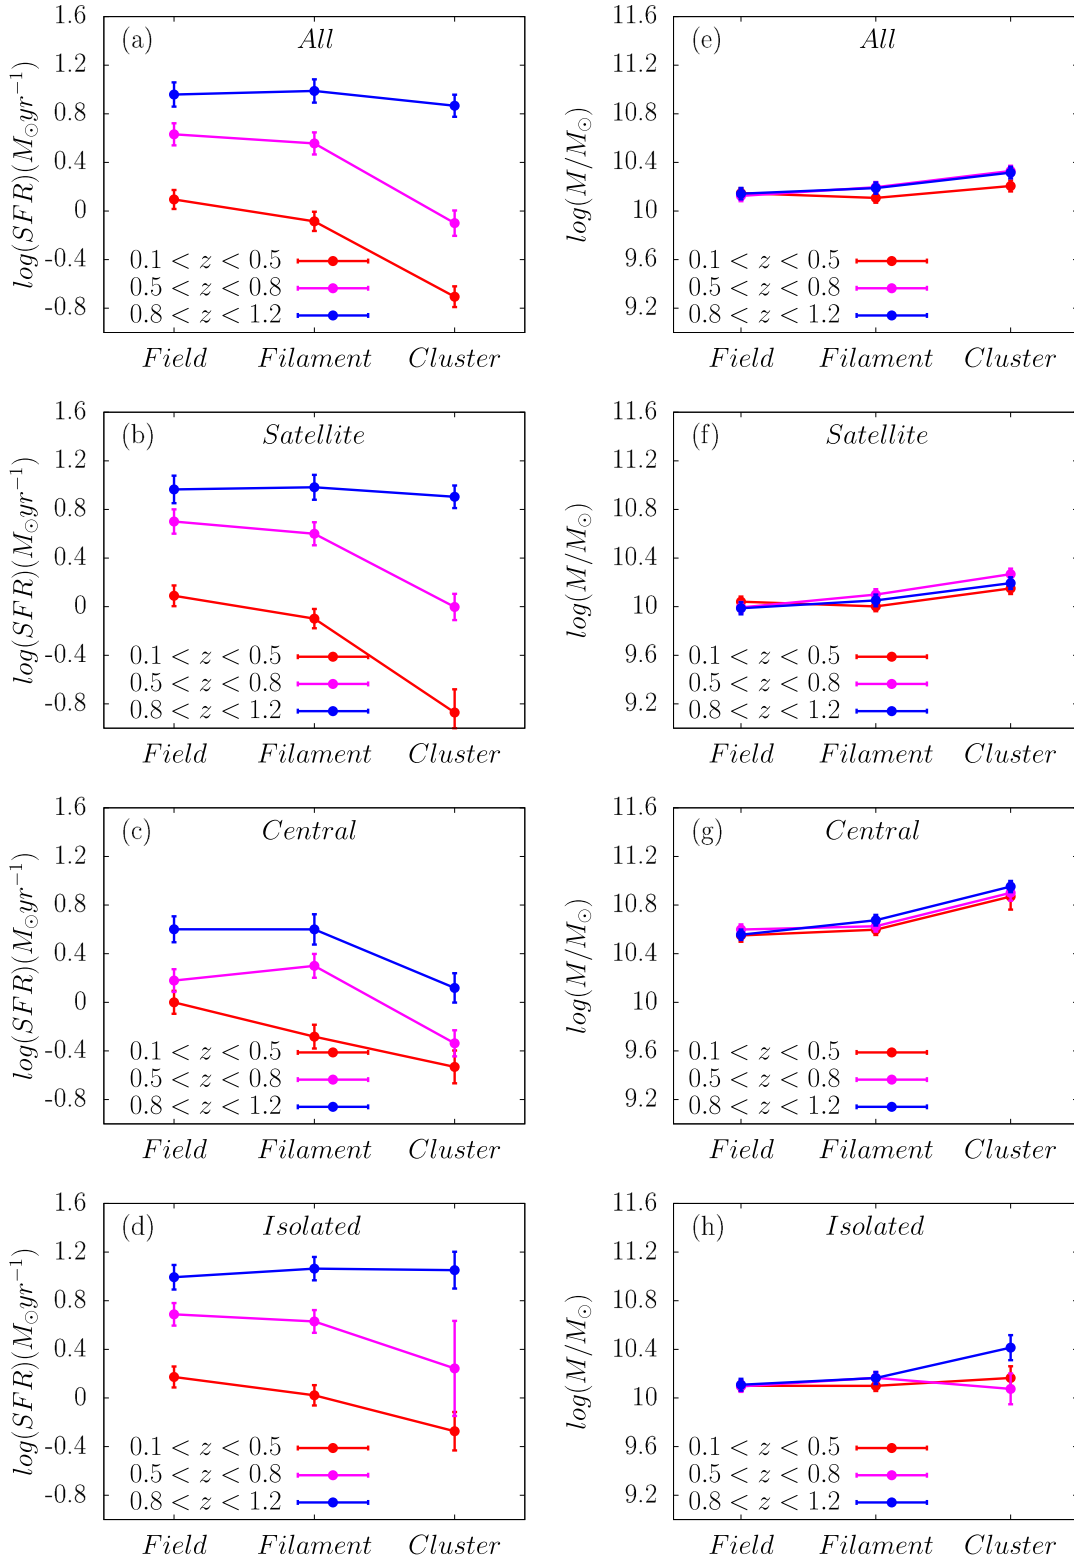 (a) All
log(SFR)(M⊙yr−1)
1.6
1.2
0.8
0.4
0
-0.4
-0.8
0.1 < z < 0.5
0.5 < z < 0.8
0.8 < z < 1.2
Field Filament Cluster
(e) All
log(M/M⊙)
11.6
11.2
10.8
10.4
10
9.6
9.2
0.1 < z < 0.5
0.5 < z < 0.8
0.8 < z < 1.2
Field Filament Cluster
(b) Satellite
log(SFR)(M⊙yr−1)
1.6
1.2
0.8
0.4
0
-0.4
-0.8
0.1 < z < 0.5
0.5 < z < 0.8
0.8 < z < 1.2
Field Filament Cluster
(f) Satellite
log(M/M⊙)
11.6
11.2
10.8
10.4
10
9.6
9.2
0.1 < z < 0.5
0.5 < z < 0.8
0.8 < z < 1.2
Field Filament Cluster
(c) Central
log(SFR)(M⊙yr−1)
1.6
1.2
0.8
0.4
0
-0.4
-0.8
0.1 < z < 0.5
0.5 < z < 0.8
0.8 < z < 1.2
Field Filament Cluster
(g) Central
log(M/M⊙)
11.6
11.2
10.8
10.4
10
9.6
9.2
0.1 < z < 0.5
0.5 < z < 0.8
0.8 < z < 1.2
Field Filament Cluster
(d) Isolated
log(SFR)(M⊙yr−1)
1.6
1.2
0.8
0.4
0
-0.4
-0.8
0.1 < z < 0.5
0.5 < z < 0.8
0.8 < z < 1.2
Field Filament Cluster
(h) Isolated
log(M/M⊙)
11.6
11.2
10.8
10.4
10
9.6
9.2
0.1 < z < 0.5
0.5 < z < 0.8
0.8 < z < 1.2
Field Filament Cluster